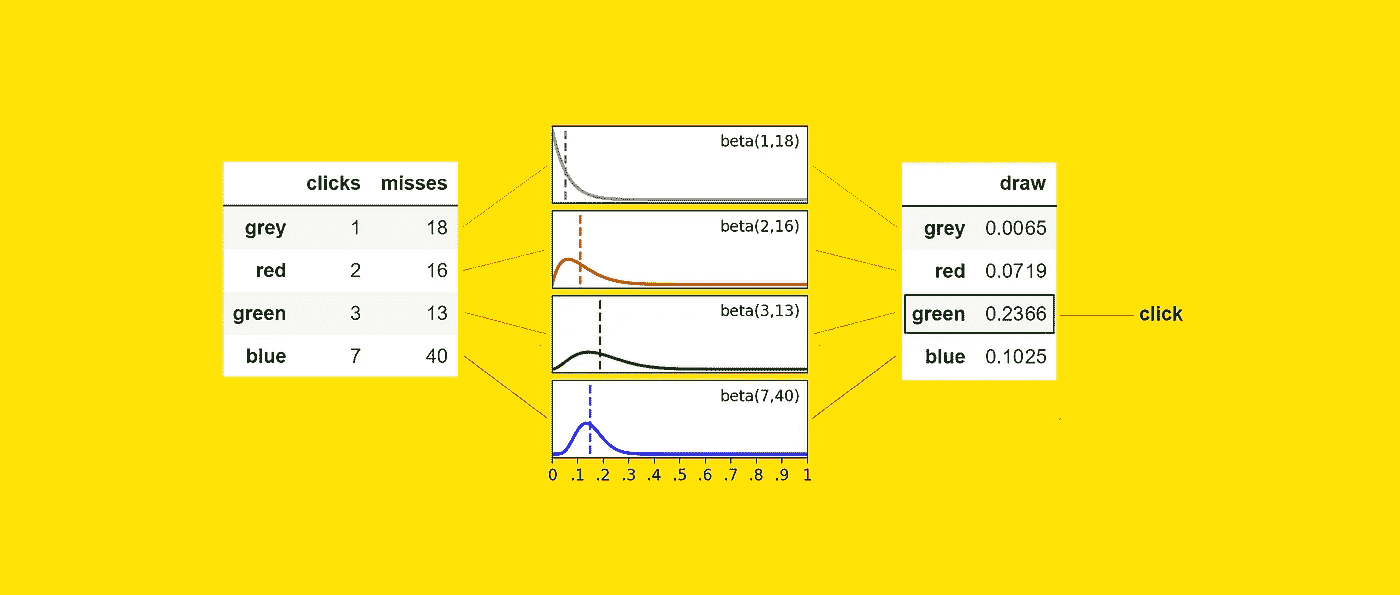 clicks misses
grey 1 18
red 2 16
green 3 13
blue 7 40
beta(1,18)
beta(2,16)
beta(3,13)
beta(7,40)
0 .1 .2 .3 .4 .5 .6 .7 .8 .9 1
draw
grey 0.0065
red 0.0719
green 0.2366
blue 0.1025
click